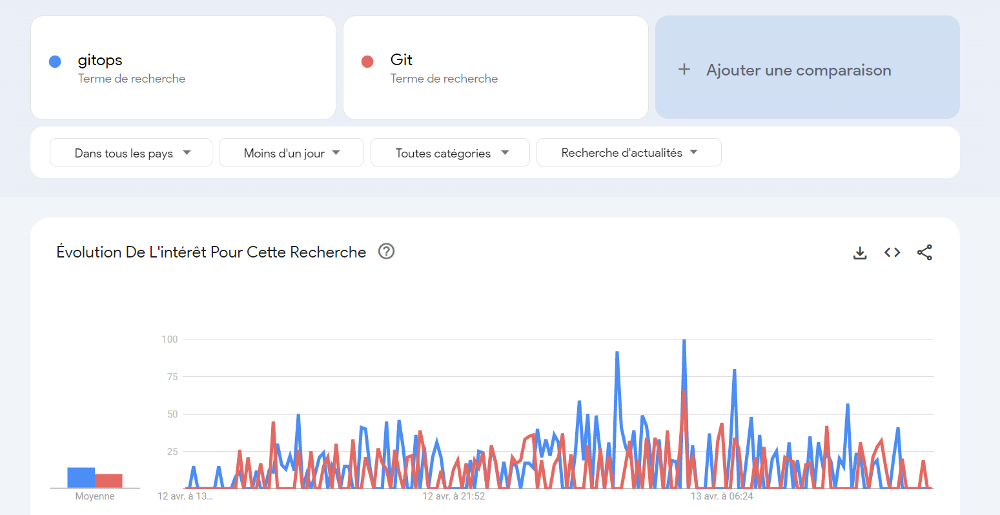 gitops
Terme de recherche
Git
Terme de recherche
+ Ajouter une comparaison
Dans tous les pays
Moins d'un jour
Toutes catégories
Recherche d'actualités
Évolution De L'intérêt Pour Cette Recherche
100
75
50
25
Moyenne
12 avr. à 13...
12 avr. à 21:52
13 avr. à 06:24